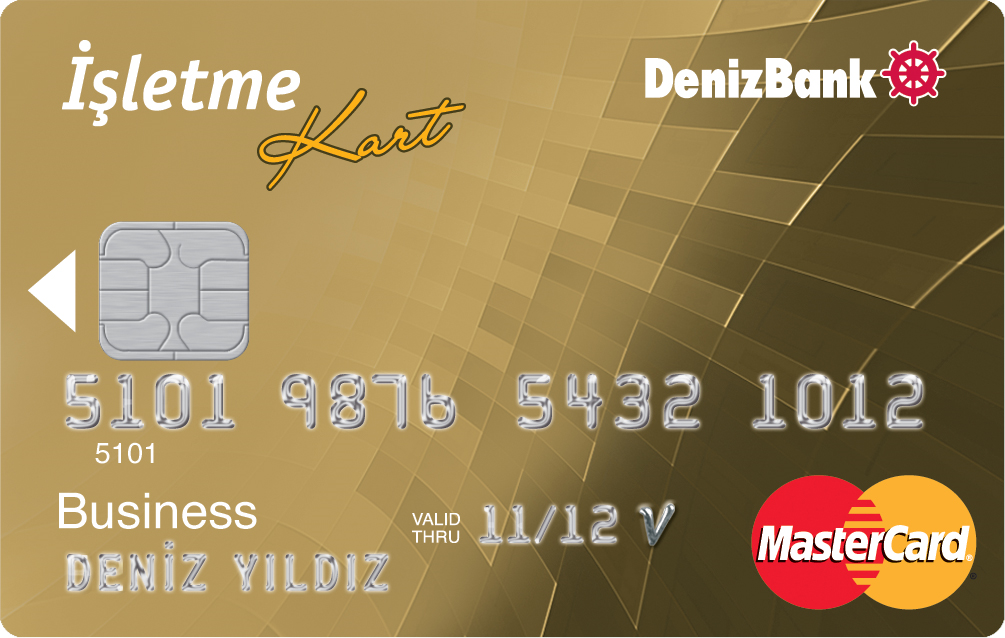 İşletme
Kart
DenizBank
5101 9876 5432 1012
5101
Business
VALID
THRU
11/12 V
DENİZ YILDIZ
MasterCard®